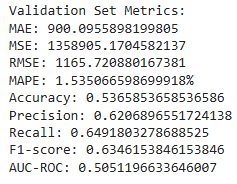 Validation Set Metrics:
MAE: 900.0955898199805
MSE: 1358905.1704582137
RMSE: 1165.720880167381
MAPE: 1.5350665986999918%
Accuracy: 0.5365853658536586
Precision: 0.6206896551724138
Recall: 0.6491803278688525
F1-score: 0.6346153846153846
AUC-ROC: 0.5051196633646007